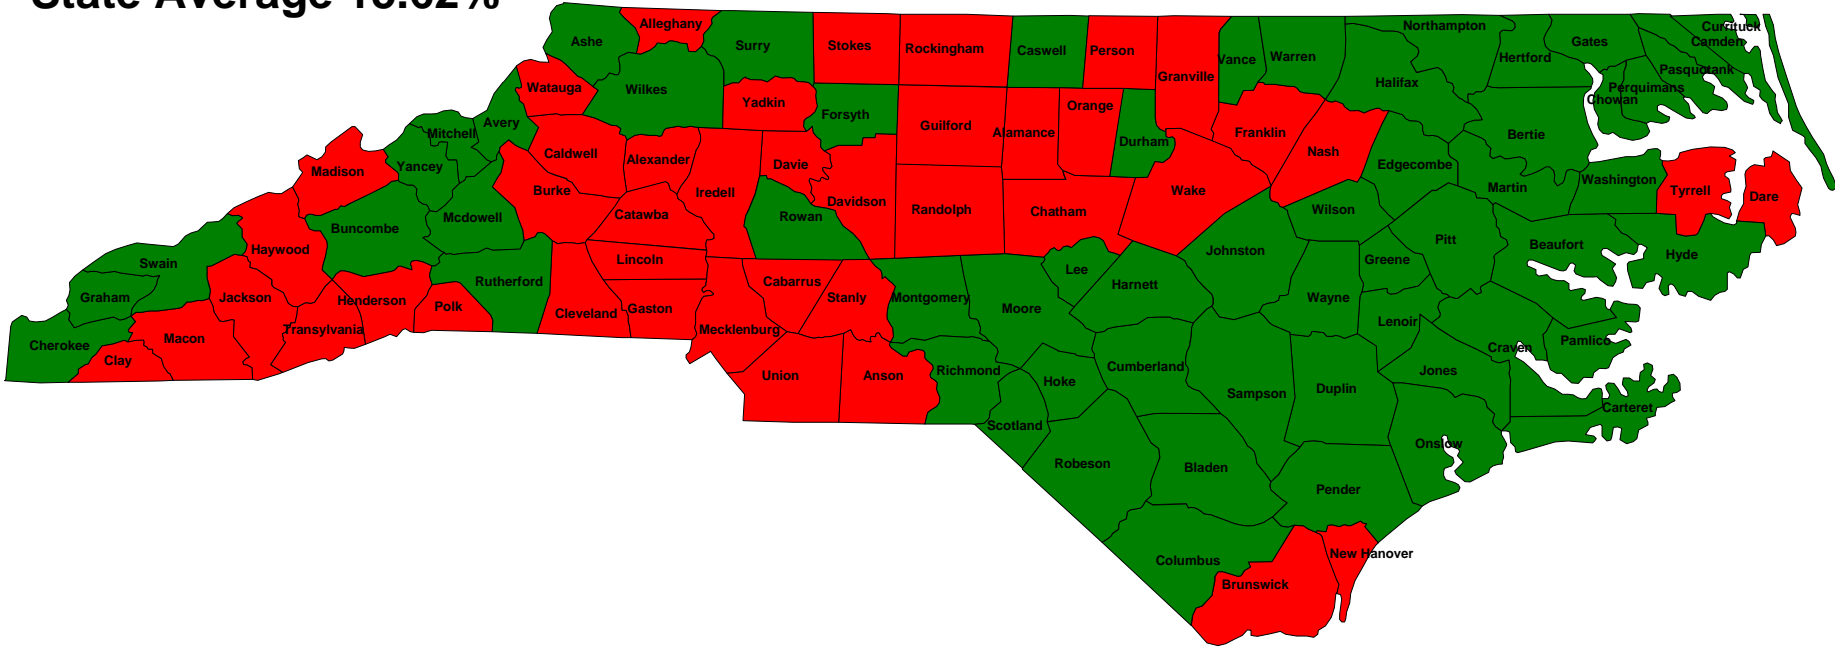 State Average
Alleghany
Ashe
Surry
Stokes
Rockingham
Caswell
Person
Northampton
Currituck
Camden
Gates
Granville
Vance
Warren
Hertford
Pasquotank
Halifax
Perquimans
Chowan
Watauga
Wilkes
Yadkin
Forsyth
Guilford
Orange
Alamance
Durham
Franklin
Bertie
Mitchell
Avery
Nash
Edgecombe
Caldwell
Alexander
Davie
Yancey
Madison
Burke
Iredell
Davidson
Wake
Martin
Washington
Tyrrell
Dare
Mcdowell
Catawba
Rowan
Randolph
Chatham
Wilson
Buncombe
Haywood
Johnston
Pitt
Beaufort
Hyde
Swain
Lincoln
Lee
Greene
Rutherford
Cabarrus
Harnett
Graham
Jackson
Henderson
Polk
Stanly
Montgomery
Wayne
Moore
Gaston
Cleveland
Transylvania
Mecklenburg
Lenoir
Cherokee
Macon
Craven
Pamlico
Clay
Cumberland
Richmond
Jones
Union
Anson
Hoke
Sampson
Duplin
Carteret
Scotland
Onslow
Robeson
Bladen
Pender
Columbus
New Hanover
Brunswick